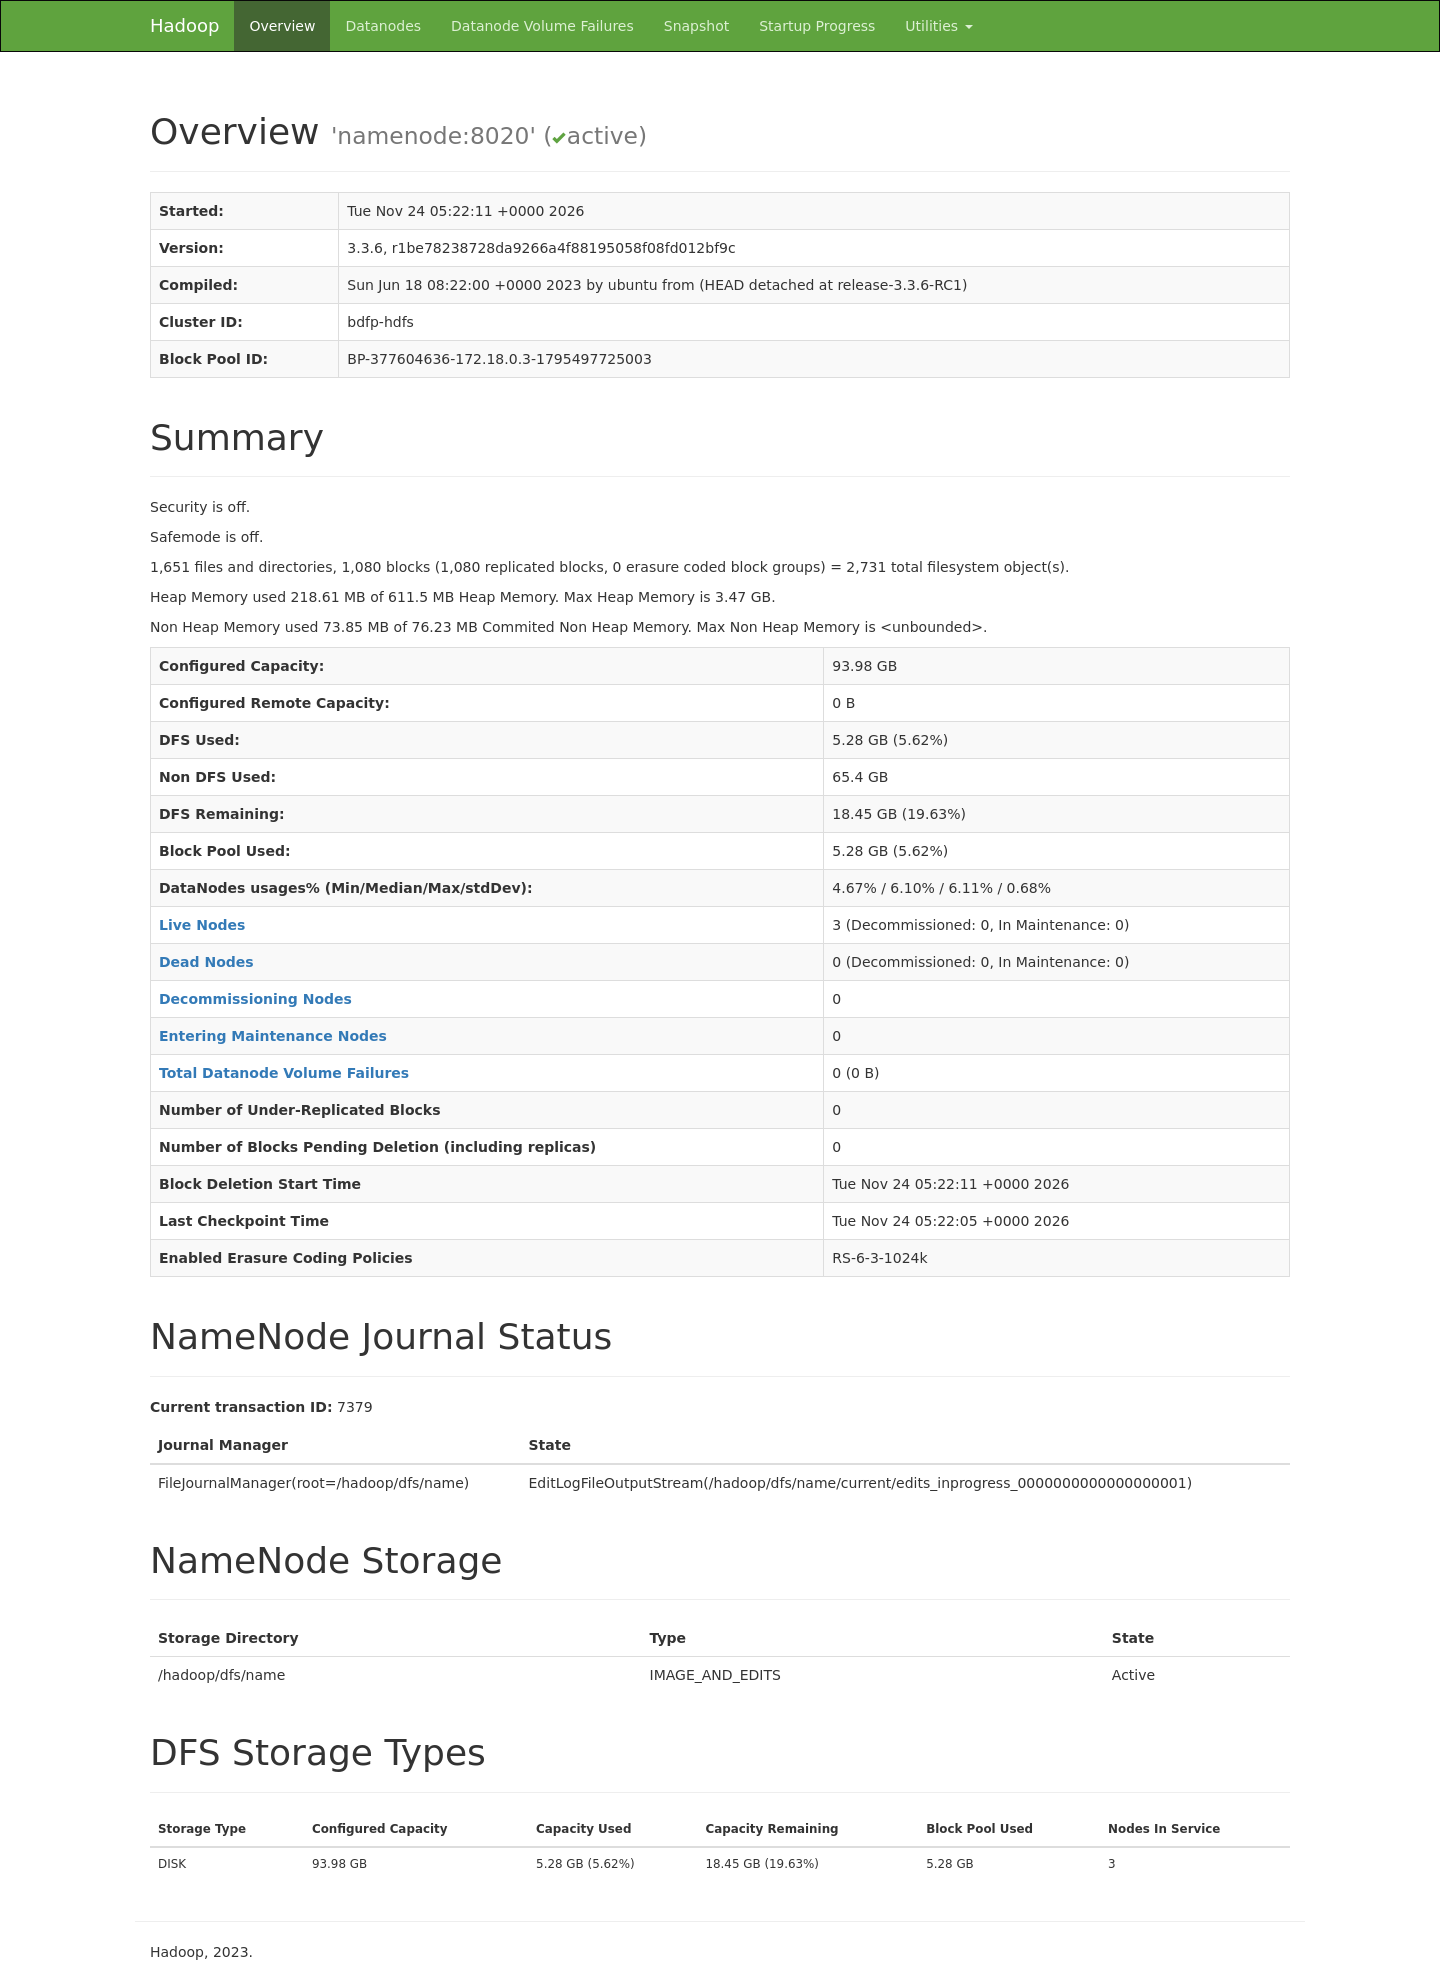 Hadoop Overview Datanodes Datanode Volume Failures Snapshot Startup Progress Utilities
Overview 'namenode:8020' (✔active)
Started: Tue Nov 24 05:22:11 +0000 2026
Version: 3.3.6, r1be78238728da9266a4f88195058f08fd012bf9c
Compiled: Sun Jun 18 08:22:00 +0000 2023 by ubuntu from (HEAD detached at release-3.3.6-RC1)
Cluster ID: bdfp-hdfs
Block Pool ID: BP-377604636-172.18.0.3-1795497725003
Summary
Security is off.
Safemode is off.
1,651 files and directories, 1,080 blocks (1,080 replicated blocks, 0 erasure coded block groups) = 2,731 total filesystem object(s).
Heap Memory used 218.61 MB of 611.5 MB Heap Memory. Max Heap Memory is 3.47 GB.
Non Heap Memory used 73.85 MB of 76.23 MB Commited Non Heap Memory. Max Non Heap Memory is <unbounded>.
Configured Capacity: 93.98 GB
Configured Remote Capacity: 0 B
DFS Used: 5.28 GB (5.62%)
Non DFS Used: 65.4 GB
DFS Remaining: 18.45 GB (19.63%)
Block Pool Used: 5.28 GB (5.62%)
DataNodes usages% (Min/Median/Max/stdDev): 4.67% / 6.10% / 6.11% / 0.68%
Live Nodes 3 (Decommissioned: 0, In Maintenance: 0)
Dead Nodes 0 (Decommissioned: 0, In Maintenance: 0)
Decommissioning Nodes 0
Entering Maintenance Nodes 0
Total Datanode Volume Failures 0 (0 B)
Number of Under-Replicated Blocks 0
Number of Blocks Pending Deletion (including replicas) 0
Block Deletion Start Time Tue Nov 24 05:22:11 +0000 2026
Last Checkpoint Time Tue Nov 24 05:22:05 +0000 2026
Enabled Erasure Coding Policies RS-6-3-1024k
NameNode Journal Status
Current transaction ID: 7379
Journal Manager State
FileJournalManager(root=/hadoop/dfs/name) EditLogFileOutputStream(/hadoop/dfs/name/current/edits_inprogress_0000000000000000001)
NameNode Storage
Storage Directory Type State
/hadoop/dfs/name IMAGE_AND_EDITS Active
DFS Storage Types
Storage Type Configured Capacity Capacity Used Capacity Remaining Block Pool Used Nodes In Service
DISK 93.98 GB 5.28 GB (5.62%) 18.45 GB (19.63%) 5.28 GB 3
Hadoop, 2023.